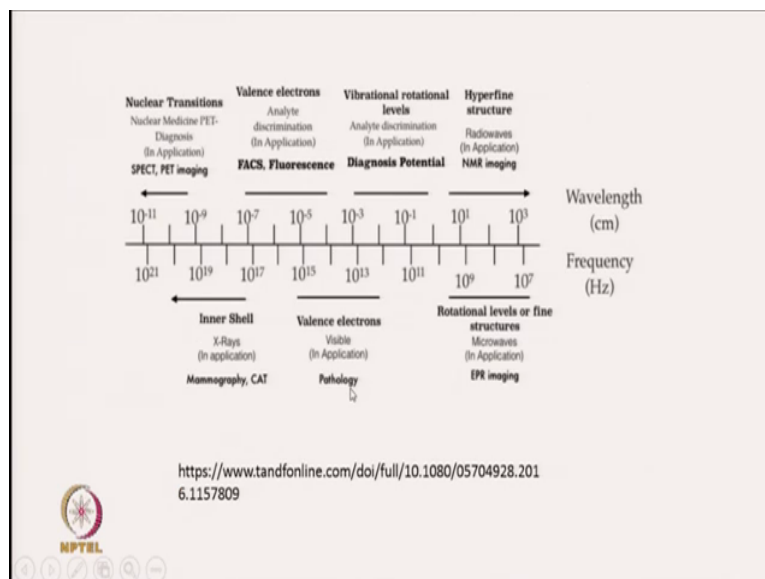 Nuclear Transitions
Nuclear Medicine PET-
Diagnosis
(In Application)
SPECT, PET imaging
Valence electrons
Analyte
discrimination
(In Application)
FACS, Fluorescence
Vibrational rotational
levels
Analyte discrimination
(In Application)
Diagnosis Potential
Hyperfine
structure
Radiowaves
(In Application)
NMR imaging
10-11 10-9 10-7 10-5 10-3 10-1 101 103
Wavelength
(cm)
1021 1019 1017 1015 1013 1011 109 107
Frequency
(Hz)
Inner Shell
X-Rays
(In application)
Mammography, CAT
Valence electrons
Visible
(In Application)
Pathology
Rotational levels or fine
structures
Microwaves
(In Application)
EPR imaging
https://www.tandfonline.com/doi/full/10.1080/05704928.201
6.1157809
NPTEL